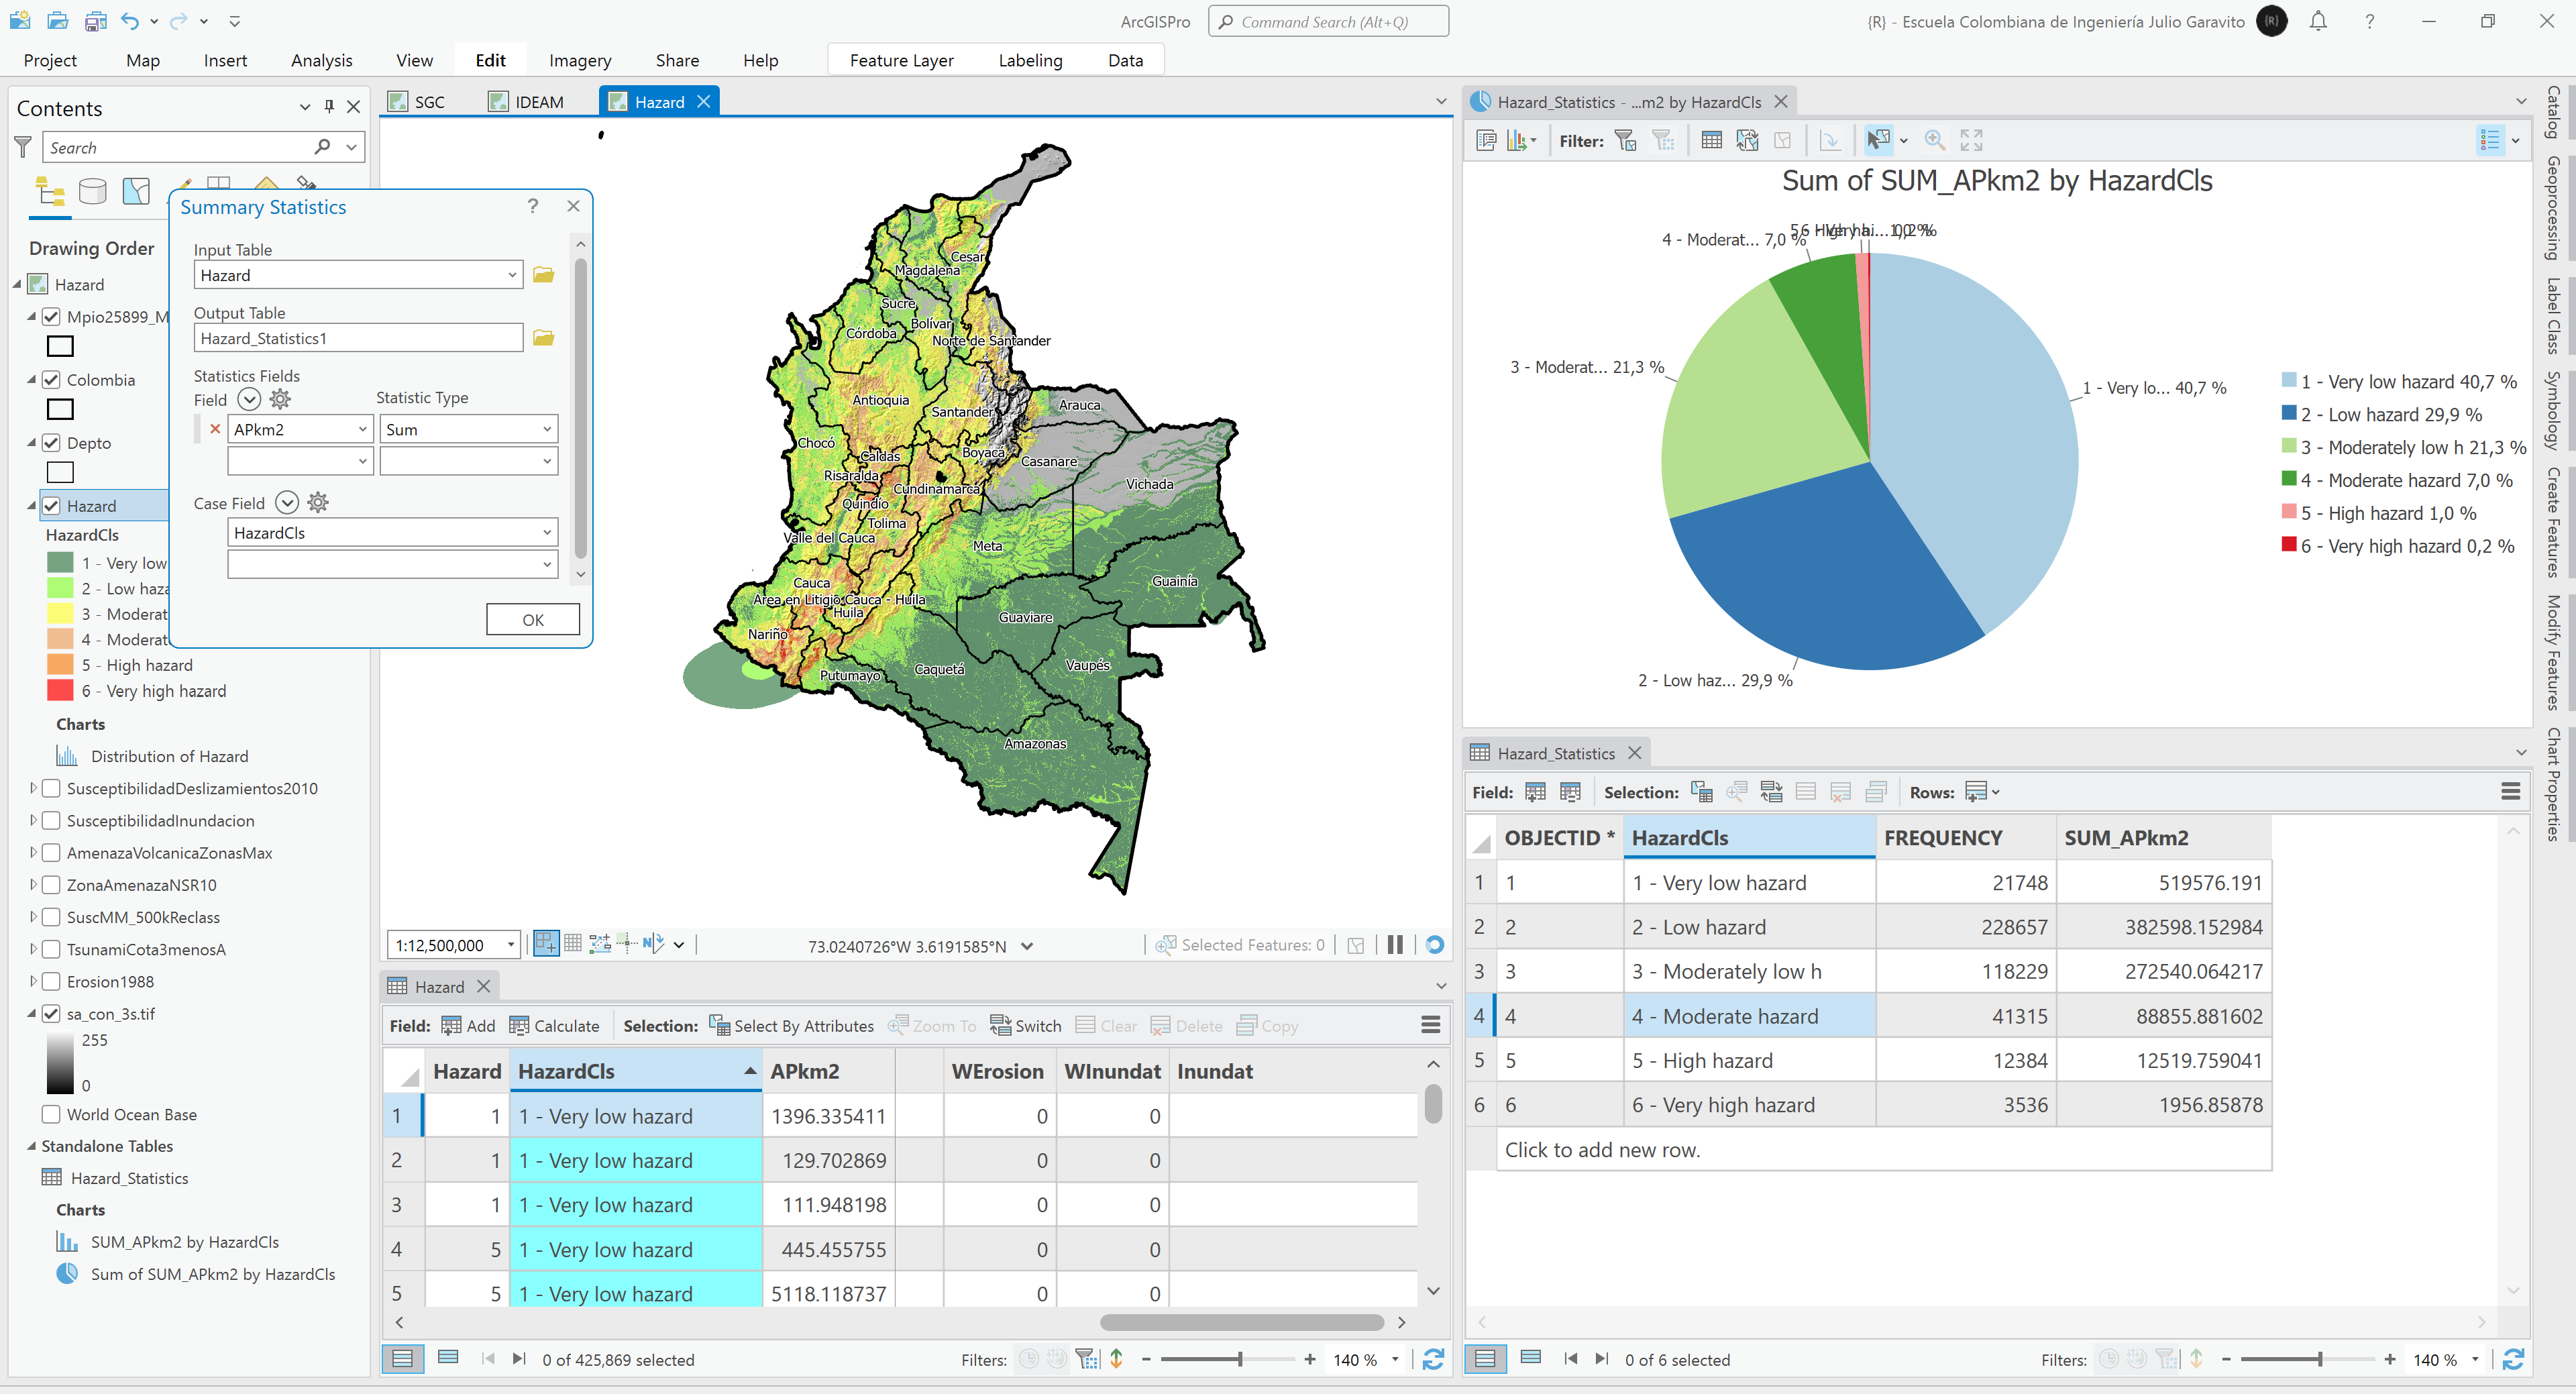 ArcGISPro
Command Search (Alt+Q)
{R} - Escuela Colombiana de Ingeniería Julio Garavito
{R}
?
Project
Map
Insert
Analysis
View
Edit
Imagery
Share
Help
Feature Layer
Labeling
Data
Contents
Search
Drawing Order
Hazard
Mpio25899_M
Colombia
Depto
Hazard
HazardCls
1 - Very low
2 - Low haza
3 - Moderat
4 - Moderat
5 - High hazard
6 - Very high hazard
Charts
Distribution of Hazard
SusceptibilidadDeslizamientos2010
SusceptibilidadInundacion
AmenazaVolcanicaZonasMax
ZonaAmenazaNSR10
SuscMM_500kReclass
TsunamiCota3menosA
Erosion1988
sa_con_3s.tif
255
0
World Ocean Base
Standalone Tables
Hazard_Statistics
Charts
SUM_APkm2 by HazardCls
Sum of SUM_APkm2 by HazardCls
Summary Statistics
?
Input Table
Hazard
Output Table
Hazard_Statistics1
Statistics Fields
Field
Statistic Type
APkm2
Sum
Case Field
HazardCls
OK
SGC
IDEAM
Hazard
Cesar
Magdalena
Sucre
Bolívar
Córdoba
Norte de Santander
Antioquia
Santander
Arauca
Chocó
Boyacá
Caldas
Casanare
Risaralda
Cundinamarca
Vichada
Quindío
Tolima
Valle del Cauca
Meta
Cauca
Guainía
Area en Litigio Cauca - Huila
Huila
Guaviare
Nariño
Vaupés
Caquetá
Putumayo
Amazonas
1:12,500,000
73.0240726°W 3.6191585°N
Selected Features: 0
Hazard
Field: Add Calculate Selection: Select By Attributes Zoom To Switch Clear Delete Copy
Hazard HazardCls APkm2 WErosion WInundat Inundat
1 1 1 - Very low hazard 1396.335411 0 0
2 1 1 - Very low hazard 129.702869 0 0
3 1 1 - Very low hazard 111.948198 0 0
4 5 1 - Very low hazard 445.455755 0 0
5 5 1 - Very low hazard 5118.118737 0 0
0 of 425,869 selected
Filters:
140 %
Hazard_Statistics - ...m2 by HazardCls
Filter:
Sum of SUM_APkm2 by HazardCls
4 - Moderat... 7,0 %
3 - Moderat... 21,3 %
1 - Very lo... 40,7 %
2 - Low haz... 29,9 %
1 - Very low hazard 40,7 %
2 - Low hazard 29,9 %
3 - Moderately low h 21,3 %
4 - Moderate hazard 7,0 %
5 - High hazard 1,0 %
6 - Very high hazard 0,2 %
Hazard_Statistics
Field: Selection: Rows:
OBJECTID * HazardCls FREQUENCY SUM_APkm2
1 1 1 - Very low hazard 21748 519576.191
2 2 2 - Low hazard 228657 382598.152984
3 3 3 - Moderately low h 118229 272540.064217
4 4 4 - Moderate hazard 41315 88855.881602
5 5 5 - High hazard 12384 12519.759041
6 6 6 - Very high hazard 3536 1956.85878
Click to add new row.
0 of 6 selected
Filters:
140 %
Catalog
Geoprocessing
Label Class
Symbology
Create Features
Modify Features
Chart Properties